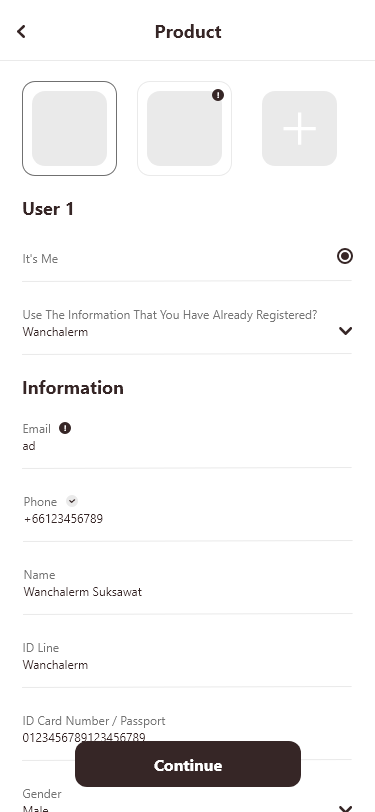 Product
User 1
It's Me
Use The Information That You Have Already Registered?
Wanchalerm
Information
Email
ad
Phone
+66123456789
Name
Wanchalerm Suksawat
ID Line
Wanchalerm
ID Card Number / Passport
0123456789123456789
Continue
Gender
Male